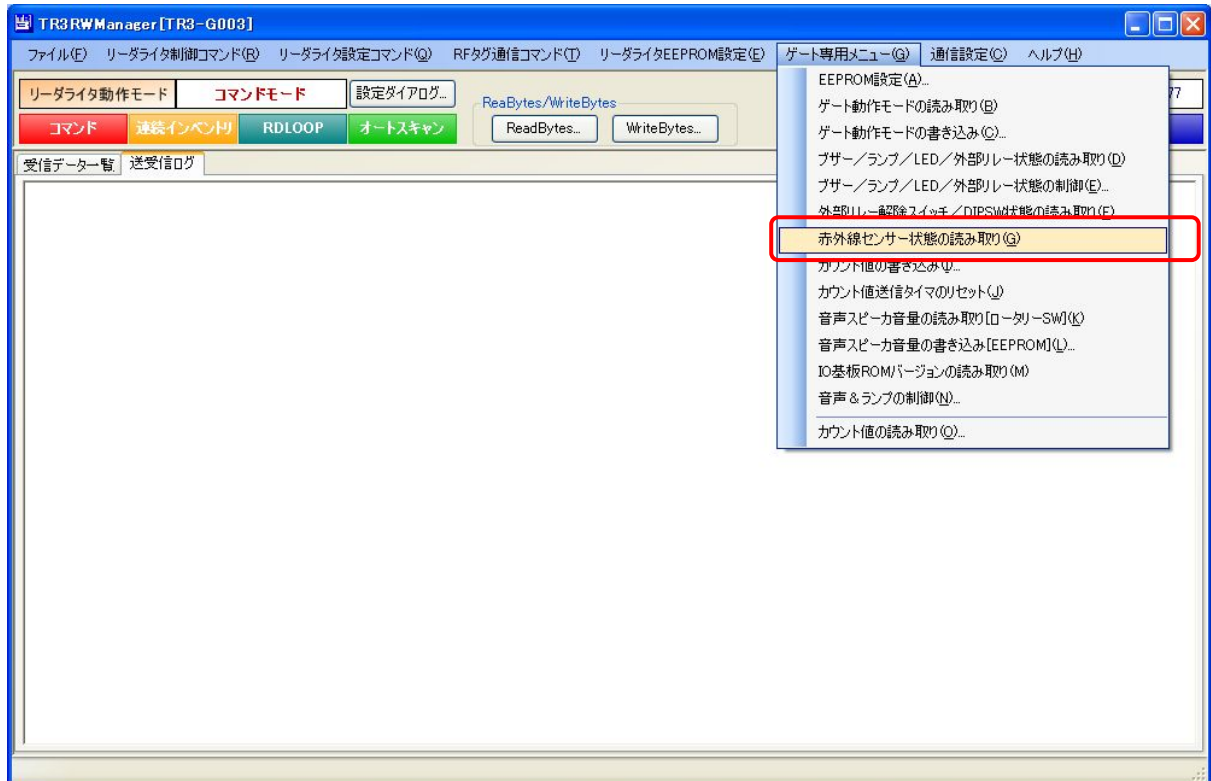 TR3RWManager[TR3-G003]
ファイル(F) リーダライタ制御コマンド(R) リーダライタ設定コマンド(Q) RFタグ通信コマンド(T) リーダライタEEPROM設定(E) ゲート専用メニュー(G) 通信設定(C) ヘルプ(H)
リーダライタ動作モード コマンドモード 設定ダイアログ... ReaBytes/WriteBytes 77
コマンド 連続インベントリ RDLOOP オートスキャン ReadBytes... WriteBytes...
受信データ一覧 送受信ログ
EEPROM設定(A)...
ゲート動作モードの読み取り(B)
ゲート動作モードの書き込み(C)...
ブザー/ランプ/LED/外部リレー状態の読み取り(D)
ブザー/ランプ/LED/外部リレー状態の制御(E)...
外部リレー解除スイッチ/DIPSW状態の読み取り(F)
赤外線センサー状態の読み取り(G)
カウント値の書き込み(I)...
カウント値送信タイマのリセット(J)
音声スピーカ音量の読み取り[ロータリーSW](K)
音声スピーカ音量の書き込み[EEPROM](L)...
IO基板ROMバージョンの読み取り(M)
音声&ランプの制御(N)...
カウント値の読み取り(O)...